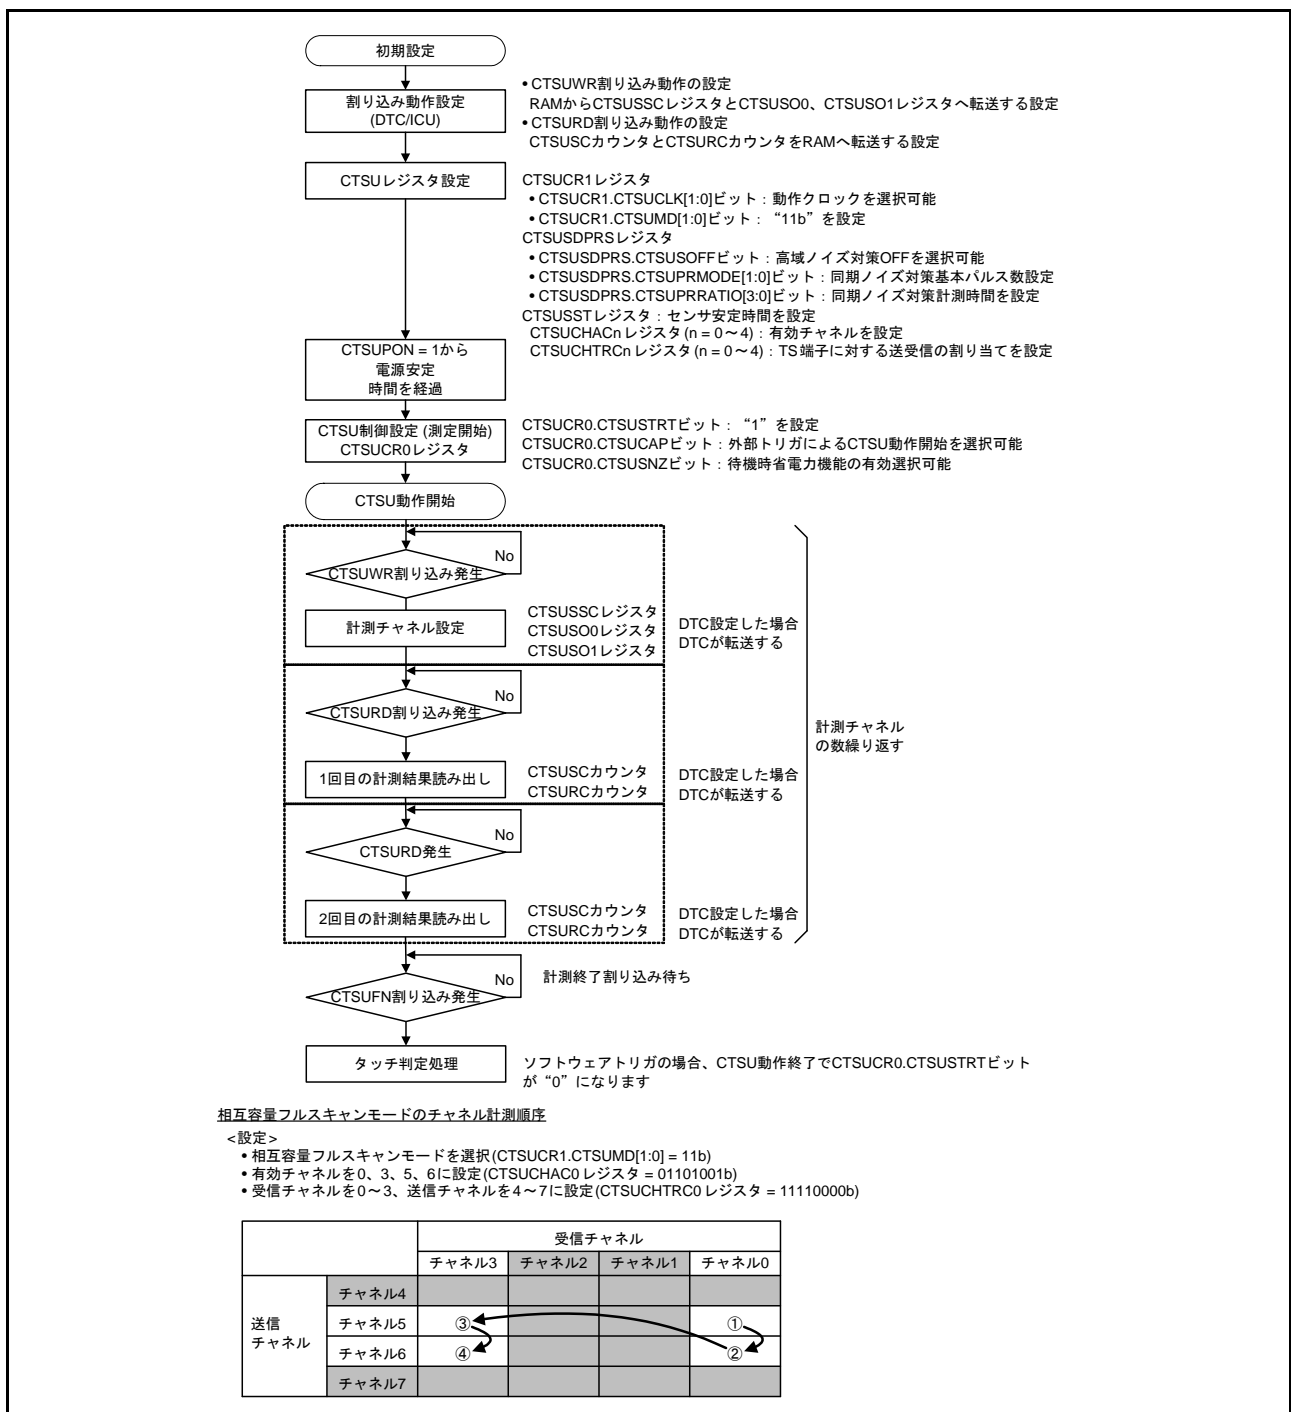 初期設定
割り込み動作設定
(DTC/ICU)
• CTSUWR割り込み動作の設定
RAMからCTSUSSCレジスタとCTSUSO0、CTSUSO1レジスタへ転送する設定
• CTSURD割り込み動作の設定
CTSUSCカウンタとCTSURCカウンタをRAMへ転送する設定
CTSUレジスタ設定
CTSUCR1レジスタ
• CTSUCR1.CTSUCLK[1:0]ビット：動作クロックを選択可能
• CTSUCR1.CTSUMD[1:0]ビット：“11b”を設定
CTSUSDPRSレジスタ
• CTSUSDPRS.CTSUSOFFビット：高域ノイズ対策OFFを選択可能
• CTSUSDPRS.CTSUPRMODE[1:0]ビット：同期ノイズ対策基本パルス数設定
• CTSUSDPRS.CTSUPRRATIO[3:0]ビット：同期ノイズ対策計測時間を設定
CTSUSSTレジスタ：センサ安定時間を設定
CTSUCHACnレジスタ(n = 0～4)：有効チャネルを設定
CTSUCHTRCnレジスタ(n = 0～4)：TS端子に対する送受信の割り当てを設定
CTSUPON = 1から
電源安定
時間を経過
CTSU制御設定 (測定開始)
CTSUCR0レジスタ
CTSUCR0.CTSUSTRTビット：“1”を設定
CTSUCR0.CTSUCAPビット：外部トリガによるCTSU動作開始を選択可能
CTSUCR0.CTSUSNZビット：待機時省電力機能の有効選択可能
CTSU動作開始
No
CTSUWR割り込み発生
計測チャネル設定
CTSUSSCレジスタ
CTSUSO0レジスタ
CTSUSO1レジスタ
DTC設定した場合
DTCが転送する
No
CTSURD割り込み発生
計測チャネル
の数繰り返す
1回目の計測結果読み出し
CTSUSCカウンタ
CTSURCカウンタ
DTC設定した場合
DTCが転送する
No
CTSURD発生
2回目の計測結果読み出し
CTSUSCカウンタ
CTSURCカウンタ
DTC設定した場合
DTCが転送する
No
計測終了割り込み待ち
CTSUFN割り込み発生
タッチ判定処理
ソフトウェアトリガの場合、CTSU動作終了でCTSUCR0.CTSUSTRTビット
が“0”になります
相互容量フルスキャンモードのチャネル計測順序
<設定>
• 相互容量フルスキャンモードを選択(CTSUCR1.CTSUMD[1:0] = 11b)
• 有効チャネルを0、3、5、6に設定(CTSUCHAC0レジスタ = 01101001b)
• 受信チャネルを0～3、送信チャネルを4～7に設定(CTSUCHTRC0レジスタ = 11110000b)
受信チャネル
チャネル3 チャネル2 チャネル1 チャネル0
送信
チャネル
チャネル4
チャネル5 ③ ①
チャネル6 ④ ②
チャネル7